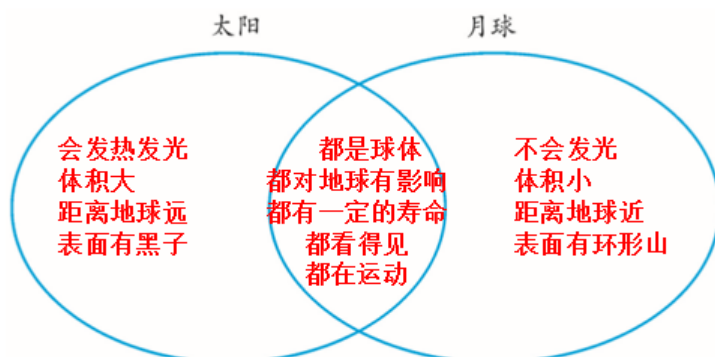 太阳
月球
会发热发光
体积大
距离地球远
表面有黑子
都是球体
都对地球有影响
都有一定的寿命
都看得见
都在运动
不会发光
体积小
距离地球近
表面有环形山